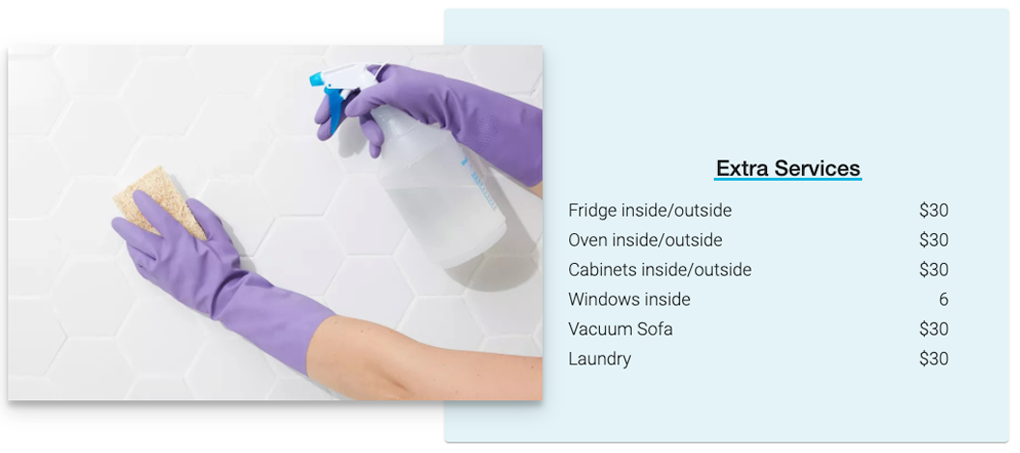 Extra Services
Fridge inside/outside $30
Oven inside/outside $30
Cabinets inside/outside $30
Windows inside 6
Vacuum Sofa $30
Laundry $30